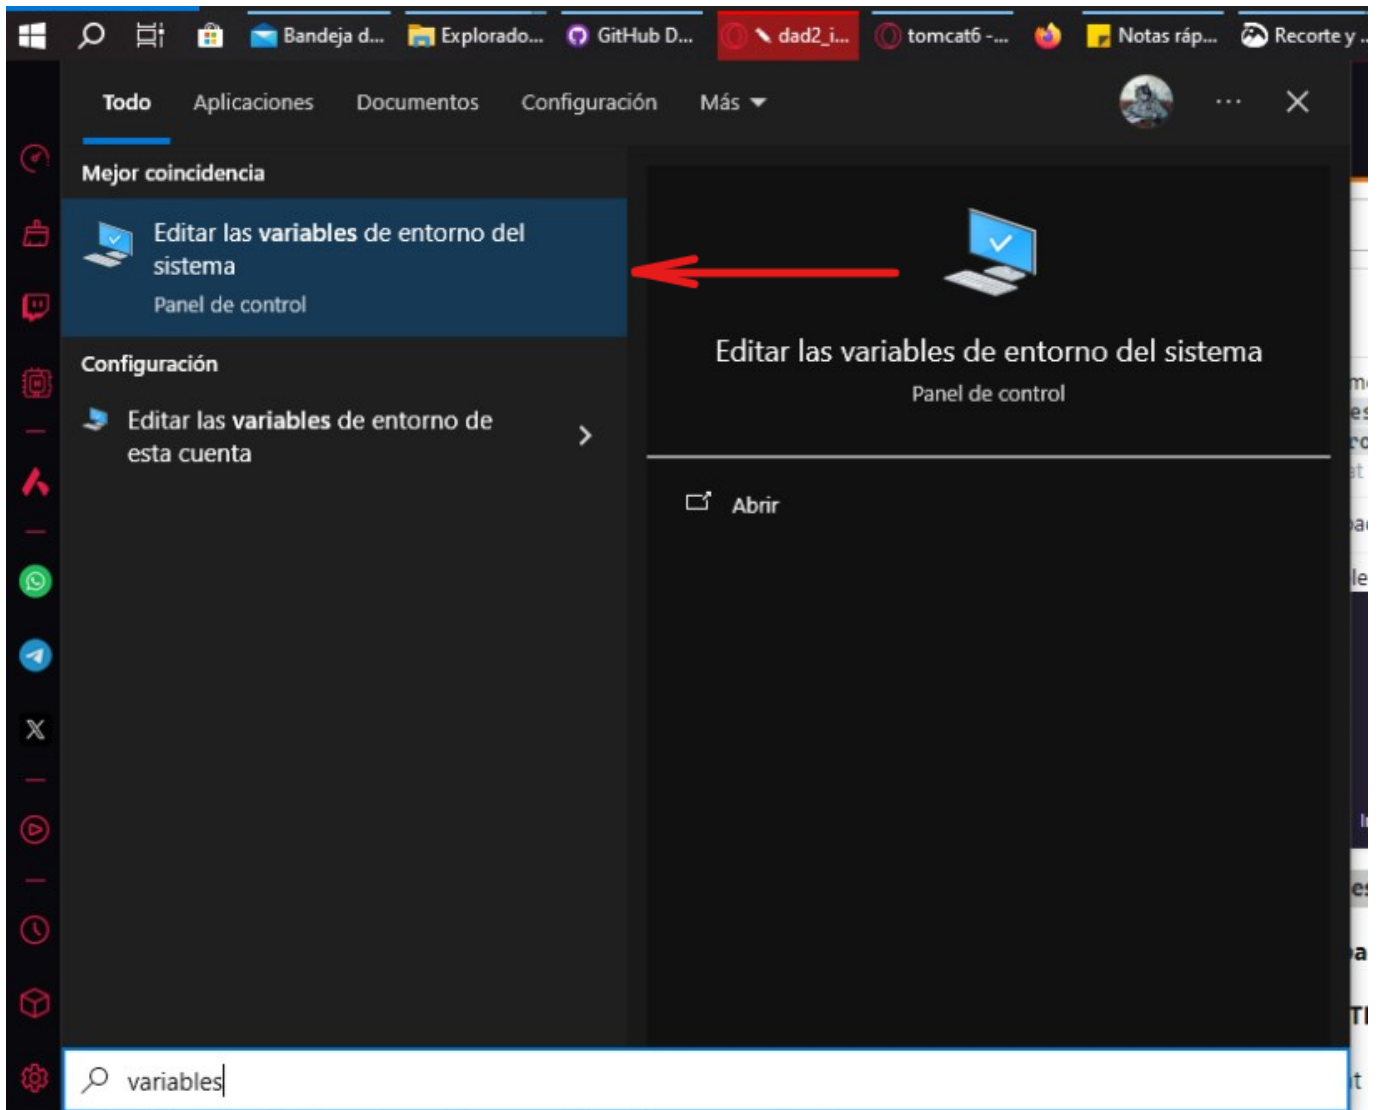 Bandeja d...
Explorado...
GitHub D...
dad2_i...
tomcat6 -...
Notas ráp...
Recorte y ...
Todo
Aplicaciones
Documentos
Configuración
Más
Mejor coincidencia
Editar las variables de entorno del
sistema
Panel de control
Configuración
Editar las variables de entorno de
esta cuenta
Editar las variables de entorno del sistema
Panel de control
Abrir
variables